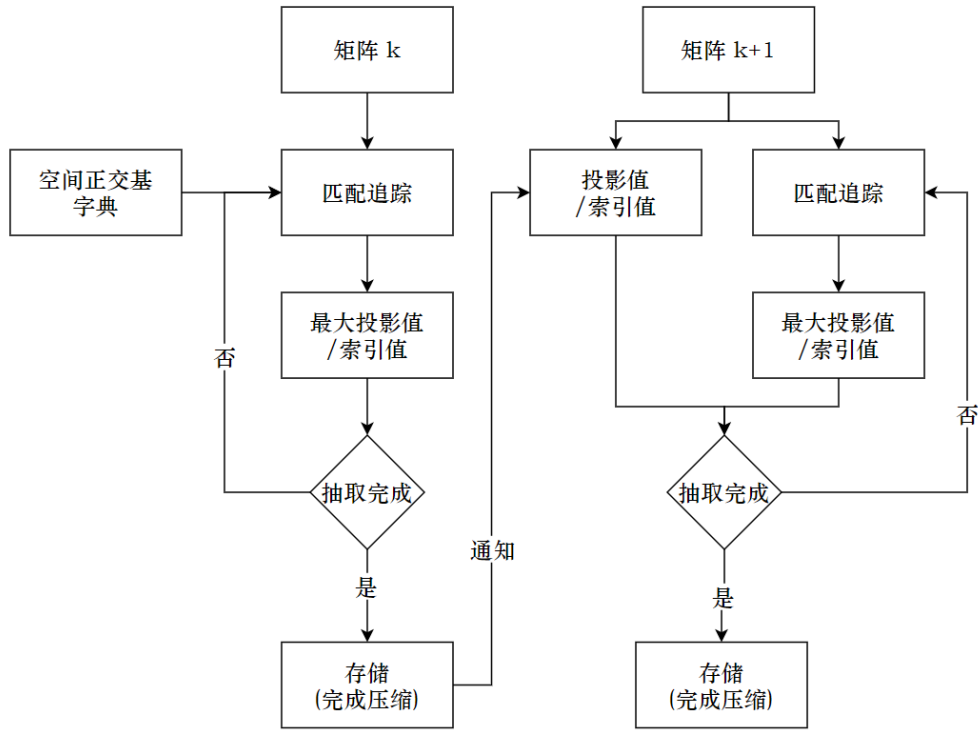 矩阵 k
矩阵 k+1
空间正交基
字典
匹配追踪
投影值
/索引值
匹配追踪
最大投影值
/索引值
最大投影值
/索引值
否
否
抽取完成
抽取完成
通知
是
是
存储
(完成压缩)
存储
(完成压缩)